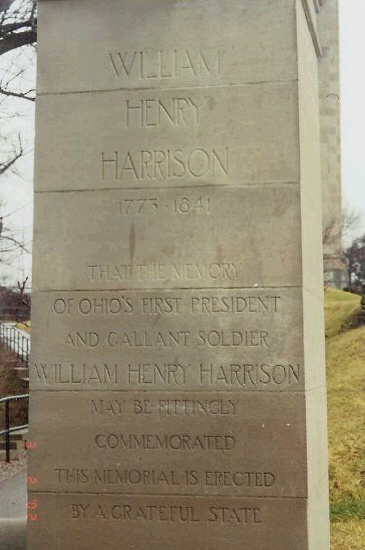 WILLIAM
HENRY
HARRISON
1773 · 1841
THAT THE MEMORY
OF OHIO'S FIRST PRESIDENT
AND GALLANT SOLDIER
WILLIAM HENRY HARRISON
MAY BE FITTINGLY
COMMEMORATED
THIS MEMORIAL IS ERECTED
BY A GRATEFUL STATE